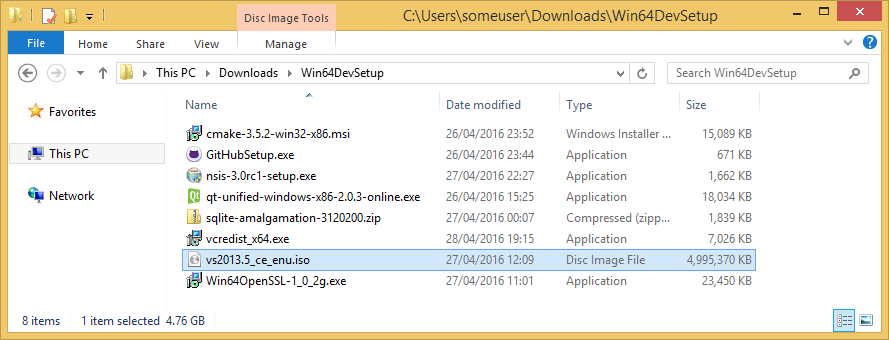 Disc Image Tools C:\Users\someuser\Downloads\Win64DevSetup
File Home Share View Manage
This PC Downloads Win64DevSetup Search Win64DevSetup
Favorites
This PC
Network
Name Date modified Type Size
cmake-3.5.2-win32-x86.msi 26/04/2016 23:52 Windows Installer ... 15,089 KB
GitHubSetup.exe 26/04/2016 23:44 Application 671 KB
nsis-3.0rc1-setup.exe 27/04/2016 22:27 Application 1,662 KB
qt-unified-windows-x86-2.0.3-online.exe 26/04/2016 15:25 Application 18,034 KB
sqlite-amalgamation-3120200.zip 27/04/2016 00:07 Compressed (zipp... 1,839 KB
vcredist_x64.exe 28/04/2016 19:15 Application 7,026 KB
vs2013.5_ce_enu.iso 27/04/2016 12:09 Disc Image File 4,995,370 KB
Win64OpenSSL-1_0_2g.exe 27/04/2016 11:01 Application 23,450 KB
8 items 1 item selected 4.76 GB